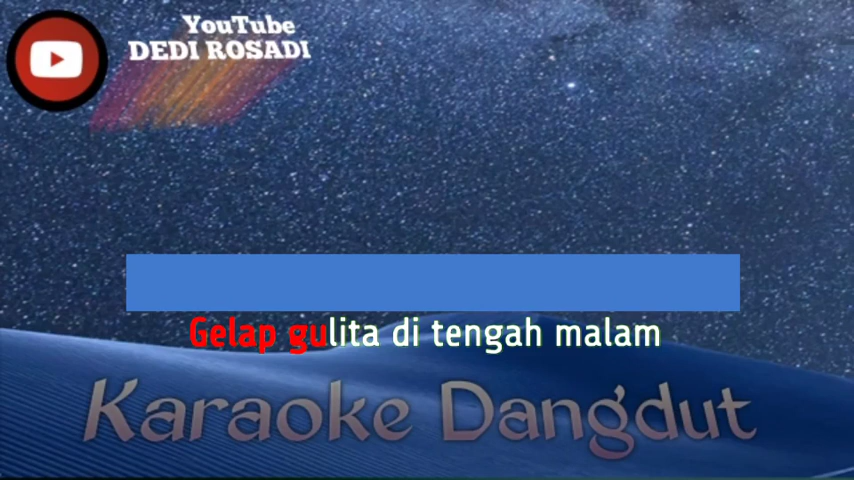 YouTube
DEDI ROSADI
Gelap gulita di tengah malam
Karaoke Dangdut